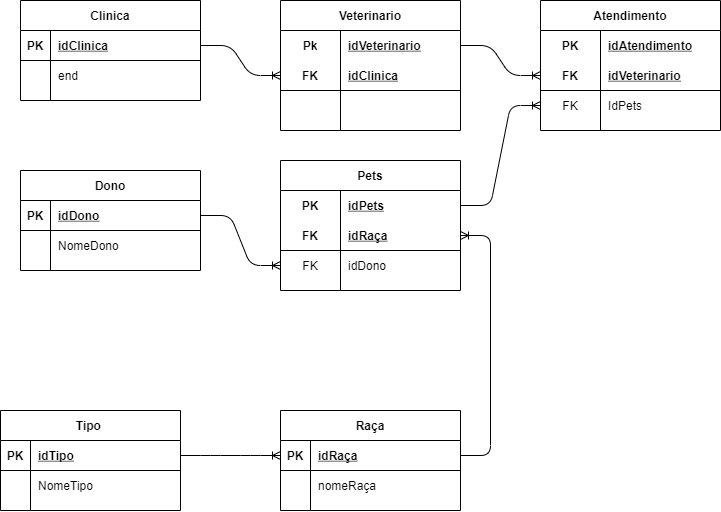 Clinica
PK idClinica
end
Veterinario
Pk idVeterinario
FK idClinica
Atendimento
PK idAtendimento
FK idVeterinario
FK IdPets
Dono
PK idDono
NomeDono
Pets
PK idPets
FK idRaça
FK idDono
Tipo
PK idTipo
NomeTipo
Raça
PK idRaça
nomeRaça